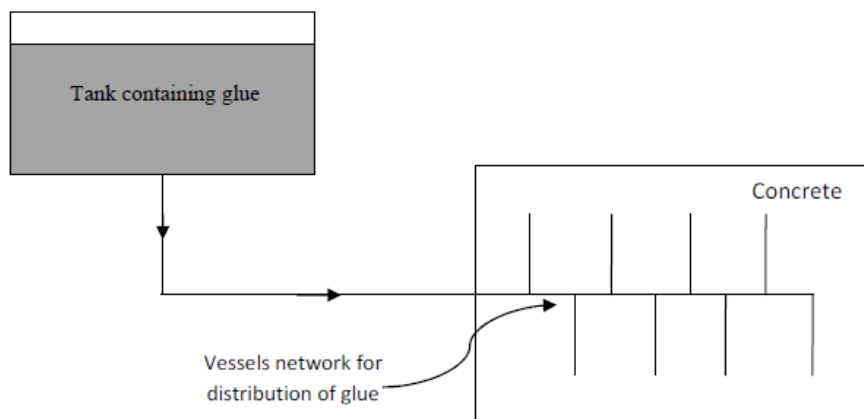 Tank containing glue
Concrete
Vessels network for
distribution of glue